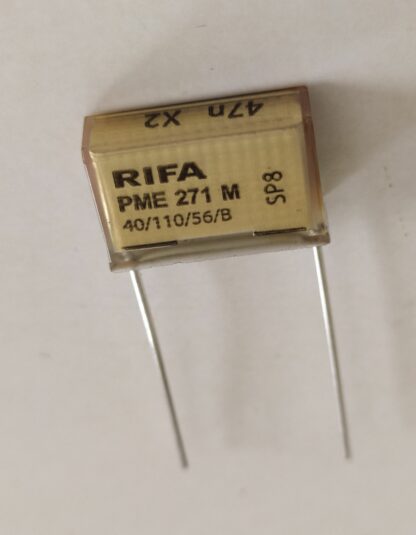 47n X2
RIFA
PME 271 M
40/110/56/B
SP8